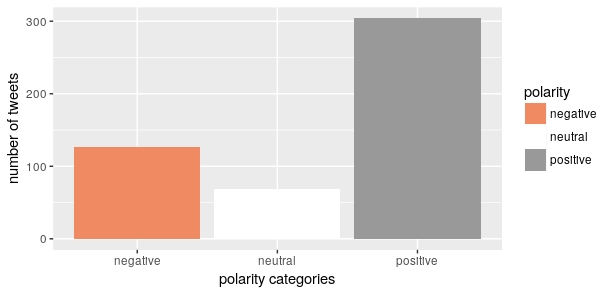 300
200
100
0
number of tweets
negative
neutral
positive
polarity categories
polarity
negative
neutral
positive